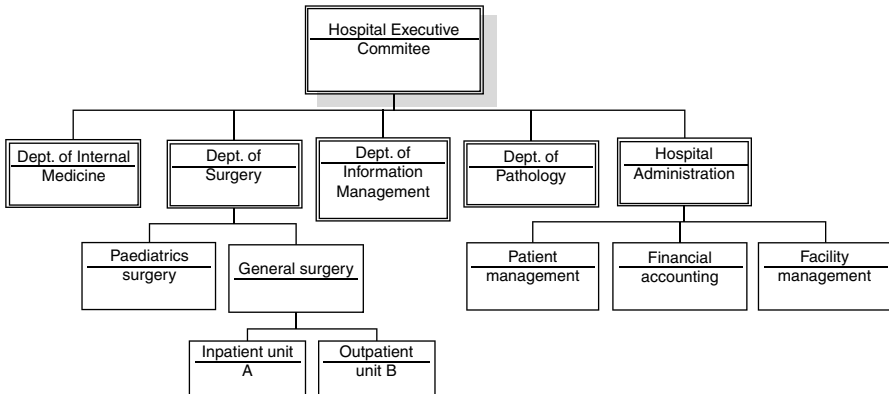 Hospital Executive
Commitee
Dept. of Internal
Medicine
Dept. of
Surgery
Dept. of
Information
Management
Dept. of
Pathology
Hospital
Administration
Paediatrics
surgery
General surgery
Patient
management
Financial
accounting
Facility
management
Inpatient unit
A
Outpatient
unit B